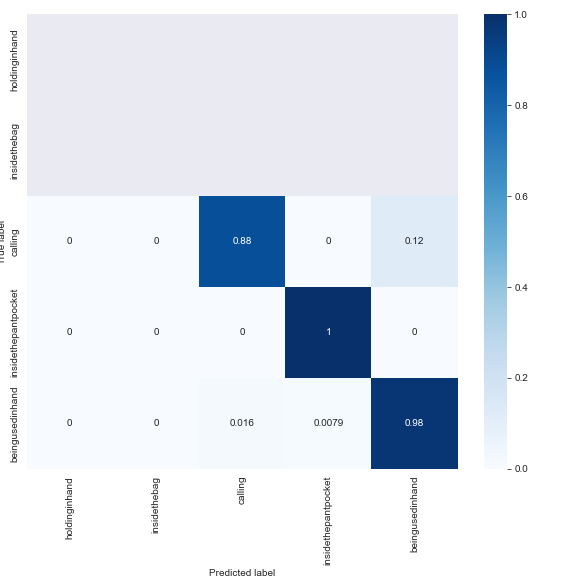 True label
holdinginhand
insidethebag
calling
insidethepantpocket
beingusedinhand
0 0 0.88 0 0.12
0 0 0 1 0
0 0 0.016 0.0079 0.98
holdinginhand
insidethebag
calling
insidethepantpocket
beingusedinhand
Predicted label
1.0
0.8
0.6
0.4
0.2
0.0